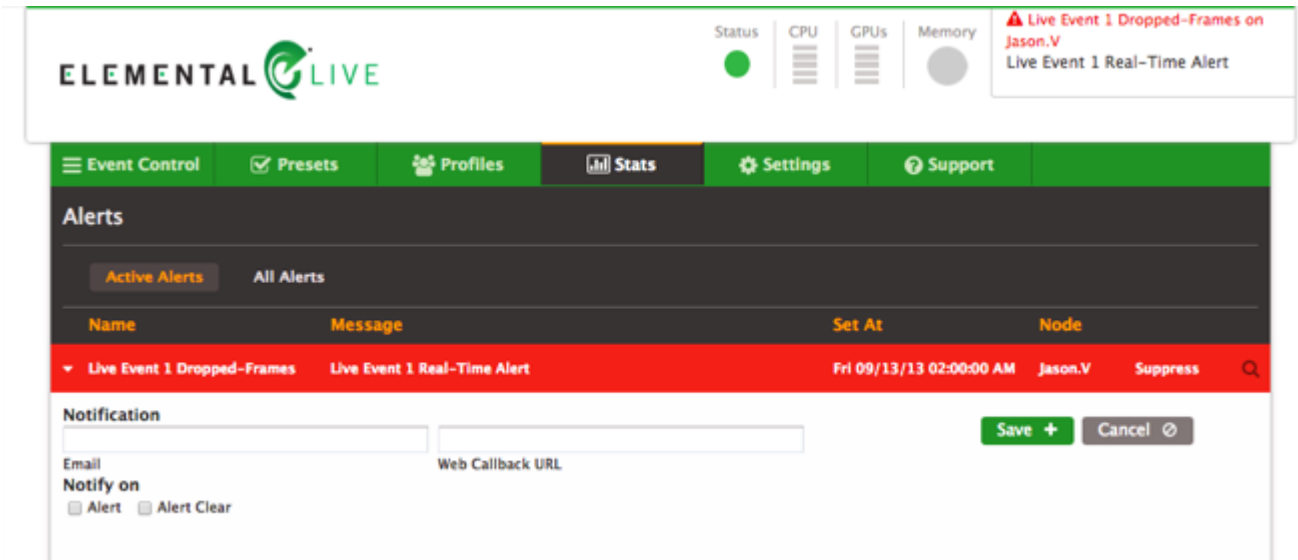 ELEMENTAL LIVE
Status CPU GPUs Memory
Live Event 1 Dropped-Frames on
Jason.V
Live Event 1 Real-Time Alert
Event Control Presets Profiles Stats Settings Support
Alerts
Active Alerts All Alerts
Name Message Set At Node
Live Event 1 Dropped-Frames Live Event 1 Real-Time Alert Fri 09/13/13 02:00:00 AM Jason.V Suppress
Notification
Save + Cancel
Email Web Callback URL
Notify on
Alert Alert Clear